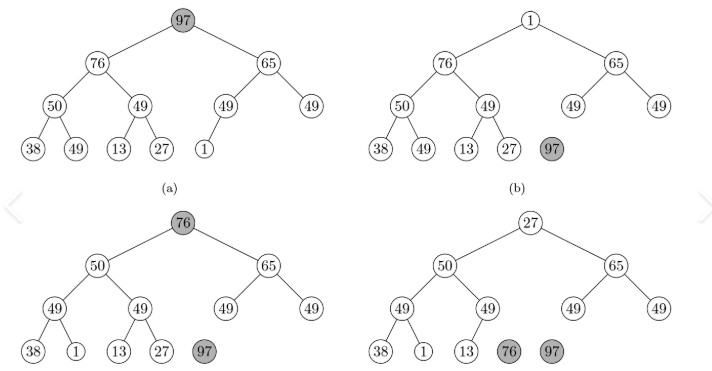 97 1
76 65 76 65
50 49 49 49 50 49 49 49
38 49 13 27 1 38 49 13 27 97
(a) (b)
76 27
50 65 50 65
49 49 49 49 49 49 49 49
38 1 13 27 97 38 1 13 76 97